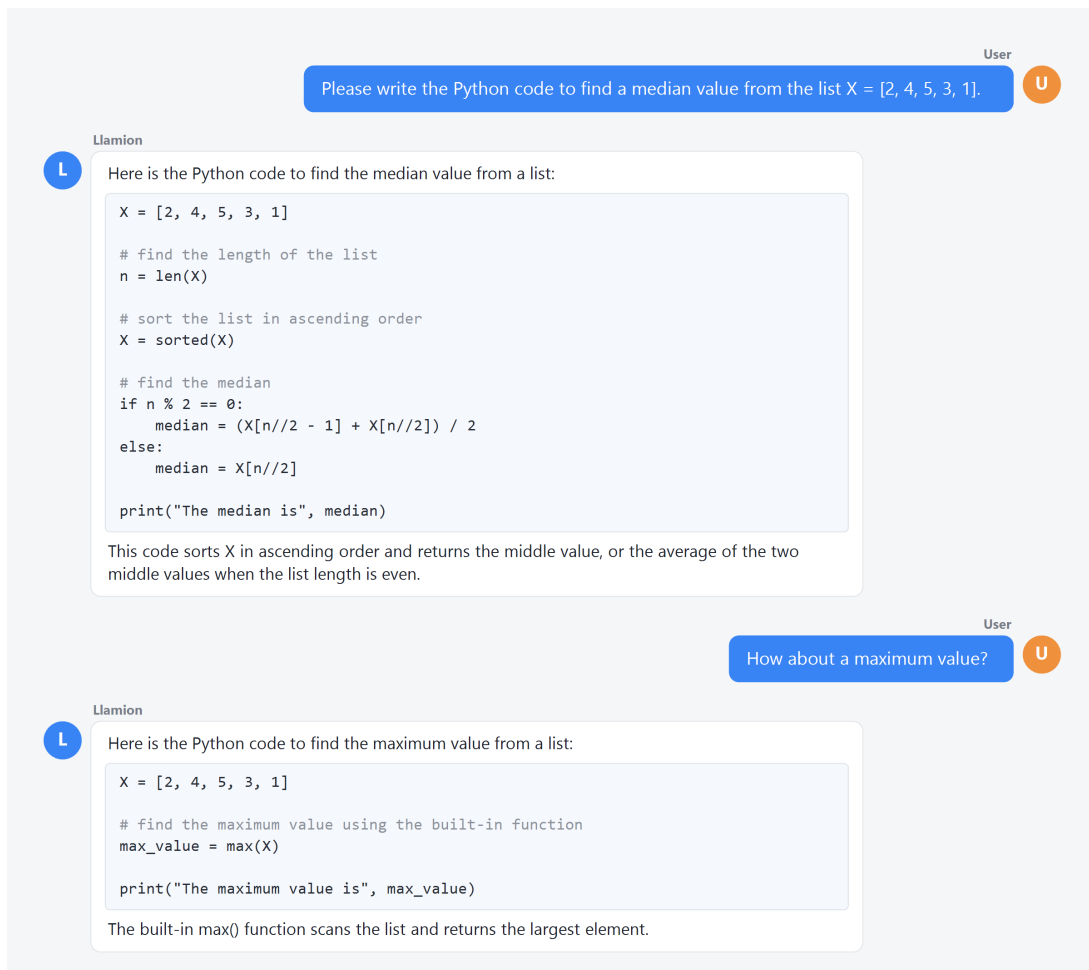 User
Please write the Python code to find a median value from the list X = [2, 4, 5, 3, 1].
U
Llamion
L
Here is the Python code to find the median value from a list:
X = [2, 4, 5, 3, 1]
# find the length of the list
n = len(X)
# sort the list in ascending order
X = sorted(X)
# find the median
if n % 2 == 0:
    median = (X[n//2 - 1] + X[n//2]) / 2
else:
    median = X[n//2]
print("The median is", median)
This code sorts X in ascending order and returns the middle value, or the average of the two
middle values when the list length is even.
User
How about a maximum value?
U
Llamion
L
Here is the Python code to find the maximum value from a list:
X = [2, 4, 5, 3, 1]
# find the maximum value using the built-in function
max_value = max(X)
print("The maximum value is", max_value)
The built-in max() function scans the list and returns the largest element.